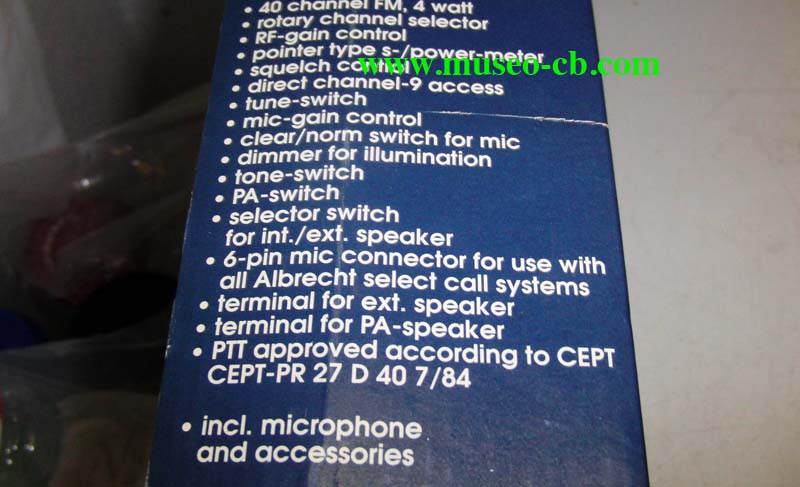 • 40 channel FM, 4 watt
• rotary channel selector
• RF-gain control
• pointer type s-/power-meter
• squelch control
www.museo-cb.com
• direct channel-9 access
• tune-switch
• mic-gain control
• clear/norm switch for mic
• dimmer for illumination
• tone-switch
• PA-switch
• selector switch
for int./ext. speaker
• 6-pin mic connector for use with
all Albrecht select call systems
• terminal for ext. speaker
• terminal for PA-speaker
• PTT approved according to CEPT
CEPT-PR 27 D 40 7/84
• incl. microphone
and accessories